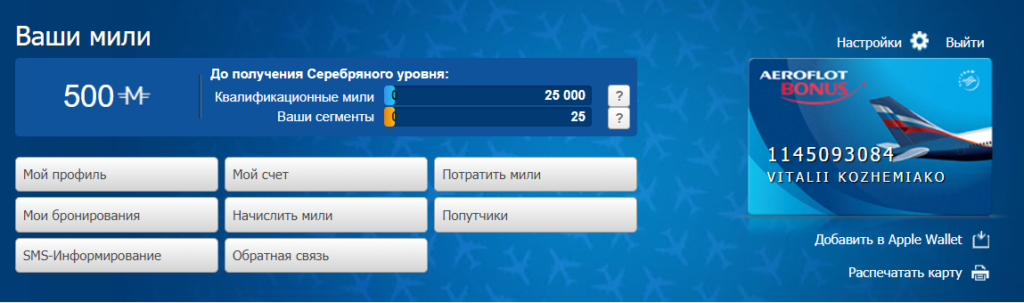 Ваши мили
Настройки Выйти
500
До получения Серебряного уровня:
Квалификационные мили 0 25 000 ?
Ваши сегменты 0 25 ?
AEROFLOT
BONUS
1145093084
VITALII KOZHEMIAKO
Мой профиль Мой счет Потратить мили
Мои бронирования Начислить мили Попутчики
SMS-Информирование Обратная связь
Добавить в Apple Wallet
Распечатать карту